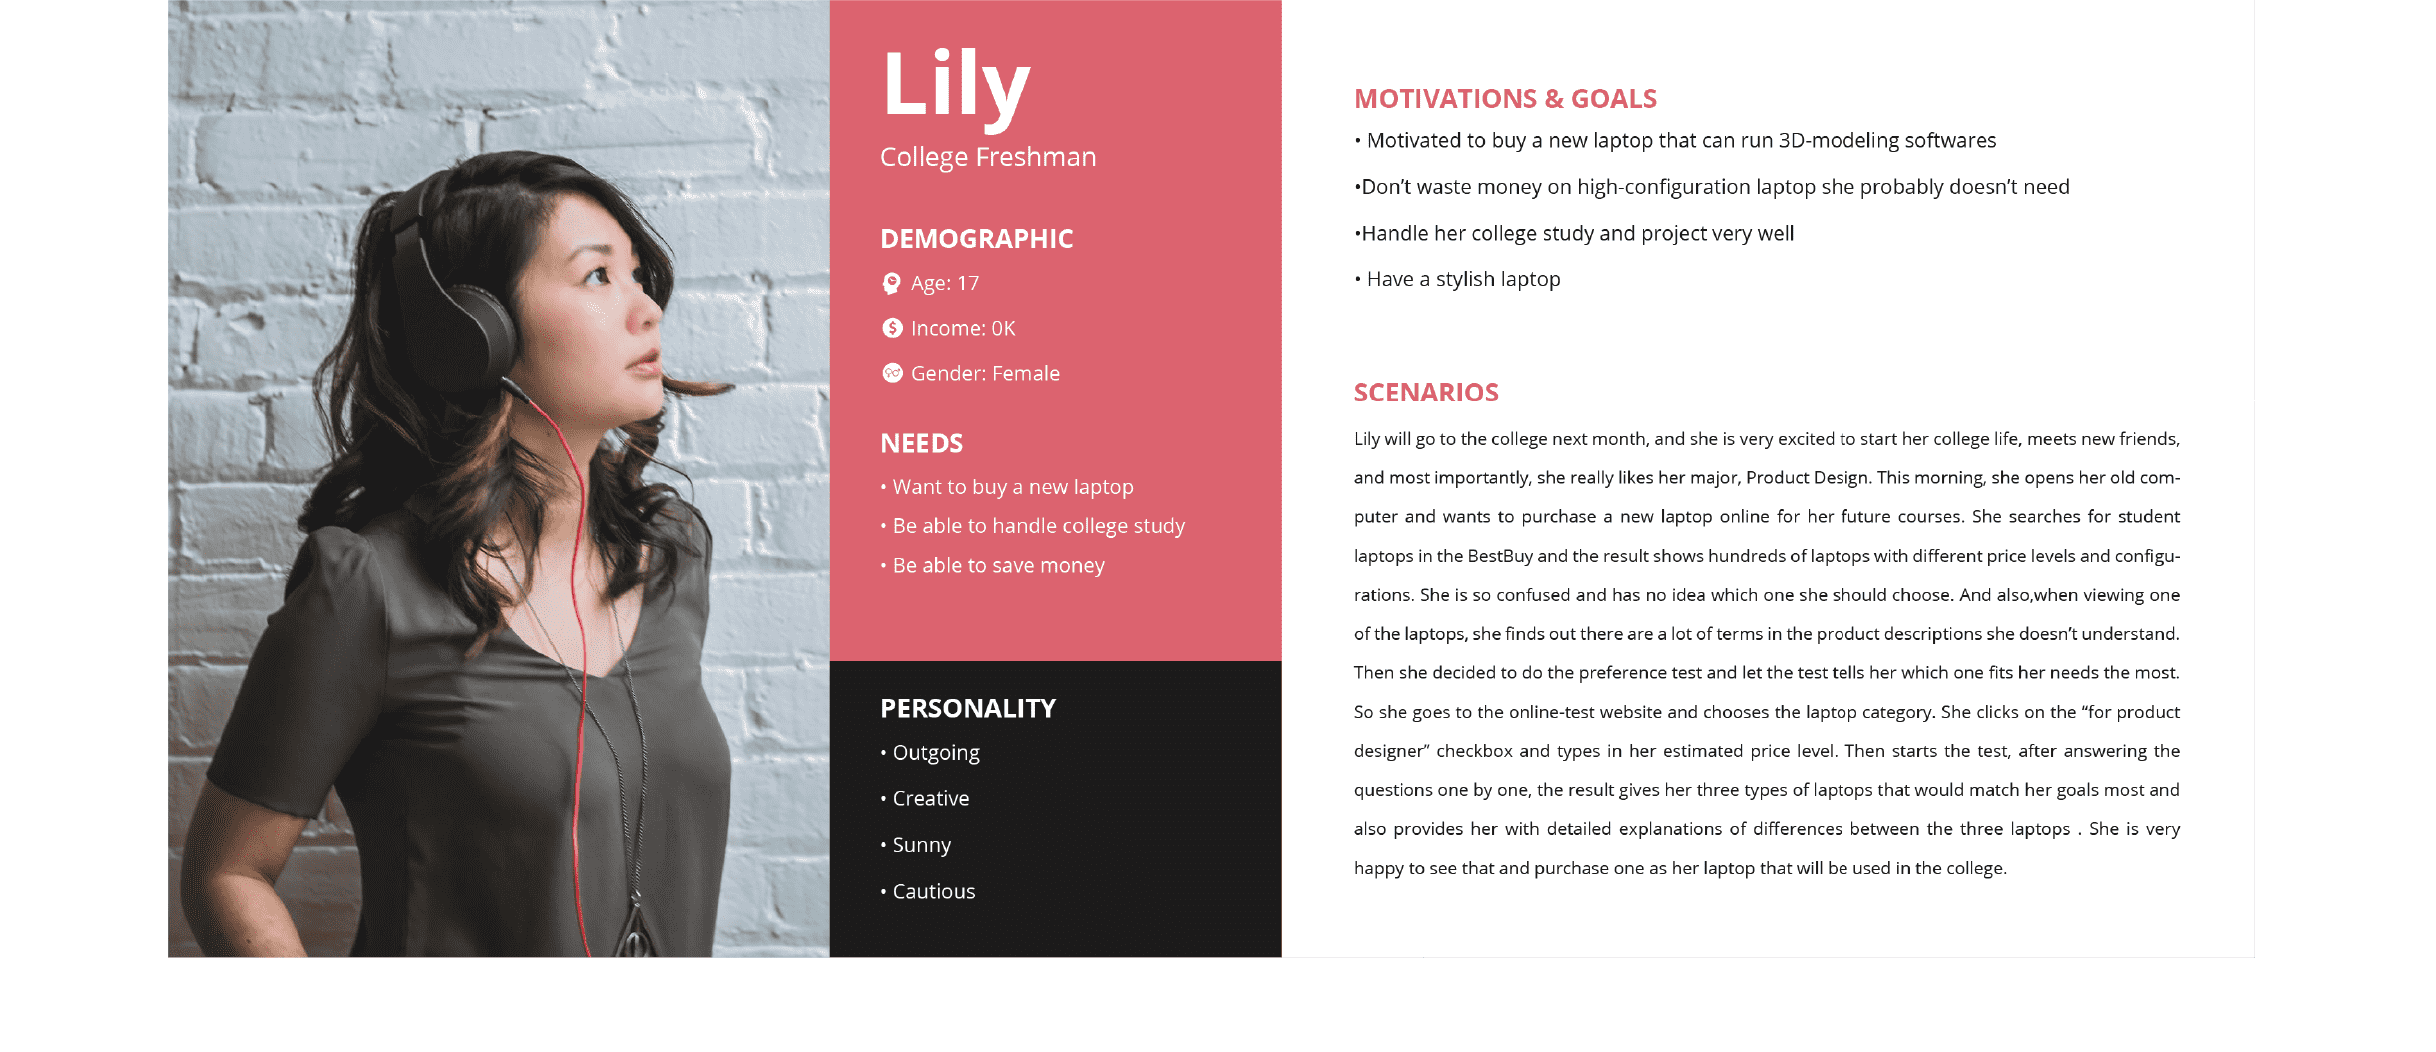 Lily
College Freshman
DEMOGRAPHIC
Age: 17
Income: 0K
Gender: Female
NEEDS
• Want to buy a new laptop
• Be able to handle college study
• Be able to save money
PERSONALITY
• Outgoing
• Creative
• Sunny
• Cautious
MOTIVATIONS & GOALS
• Motivated to buy a new laptop that can run 3D-modeling softwares
•Don’t waste money on high-configuration laptop she probably doesn’t need
•Handle her college study and project very well
• Have a stylish laptop
SCENARIOS
Lily will go to the college next month, and she is very excited to start her college life, meets new friends,
and most importantly, she really likes her major, Product Design. This morning, she opens her old com-
puter and wants to purchase a new laptop online for her future courses. She searches for student
laptops in the BestBuy and the result shows hundreds of laptops with different price levels and configu-
rations. She is so confused and has no idea which one she should choose. And also,when viewing one
of the laptops, she finds out there are a lot of terms in the product descriptions she doesn’t understand.
Then she decided to do the preference test and let the test tells her which one fits her needs the most.
So she goes to the online-test website and chooses the laptop category. She clicks on the “for product
designer” checkbox and types in her estimated price level. Then starts the test, after answering the
questions one by one, the result gives her three types of laptops that would match her goals most and
also provides her with detailed explanations of differences between the three laptops . She is very
happy to see that and purchase one as her laptop that will be used in the college.